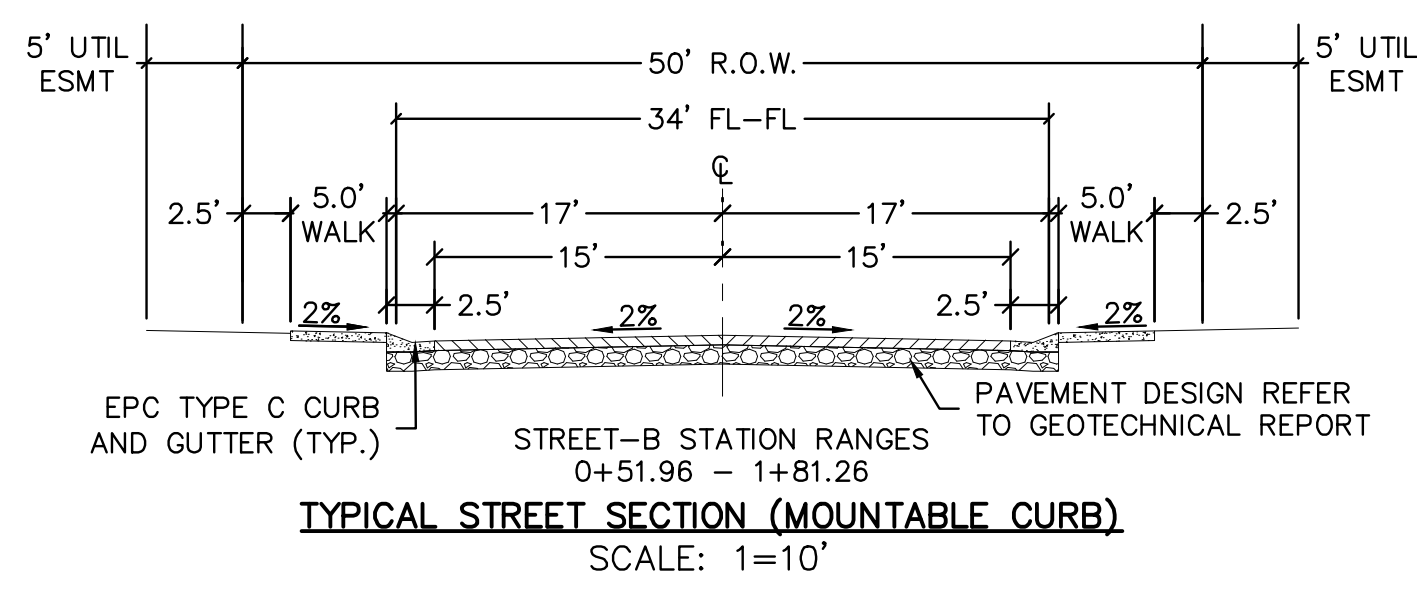 5' UTIL
ESMT
50' R.O.W.
5' UTIL
ESMT
34' FL-FL
℄
2.5'
5.0'
WALK
17'
17'
5.0'
WALK
2.5'
15'
15'
2.5'
2.5'
2%
2%
2%
2%
EPC TYPE C CURB
AND GUTTER (TYP.)
PAVEMENT DESIGN REFER
TO GEOTECHNICAL REPORT
STREET-B STATION RANGES
0+51.96 - 1+81.26
TYPICAL STREET SECTION (MOUNTABLE CURB)
SCALE: 1=10'